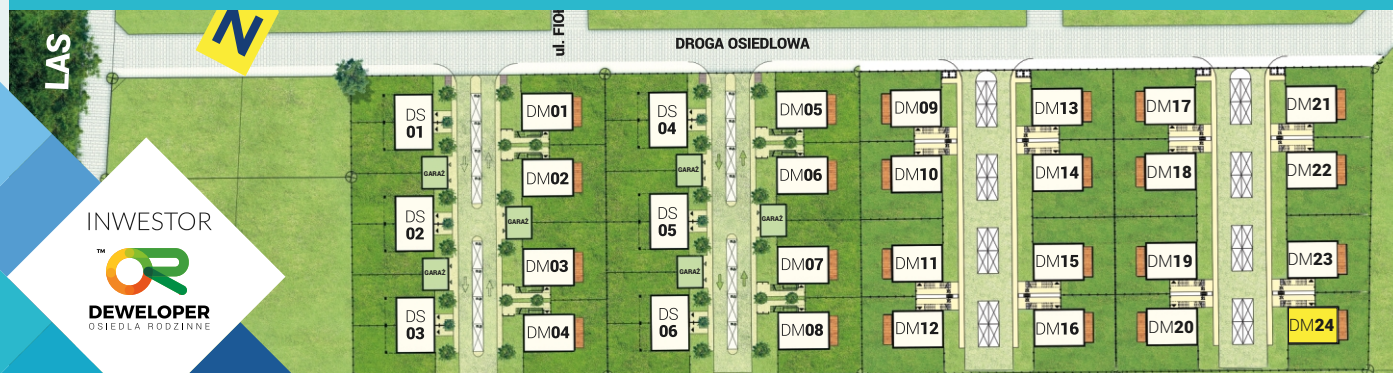 LAS
N
ul. FIOŁ
DROGA OSIEDLOWA
DS
01
DM01
DS
04
DM05
DM09
DM13
DM17
DM21
GARAŻ
DM02
GARAŻ
DM06
DM10
DM14
DM18
DM22
DS
02
GARAŻ
DS
05
GARAŻ
GARAŻ
DM03
GARAŻ
DM07
DM11
DM15
DM19
DM23
DS
03
DM04
DS
06
DM08
DM12
DM16
DM20
DM24
INWESTOR
™
OR
DEWELOPER
OSIEDLA RODZINNE